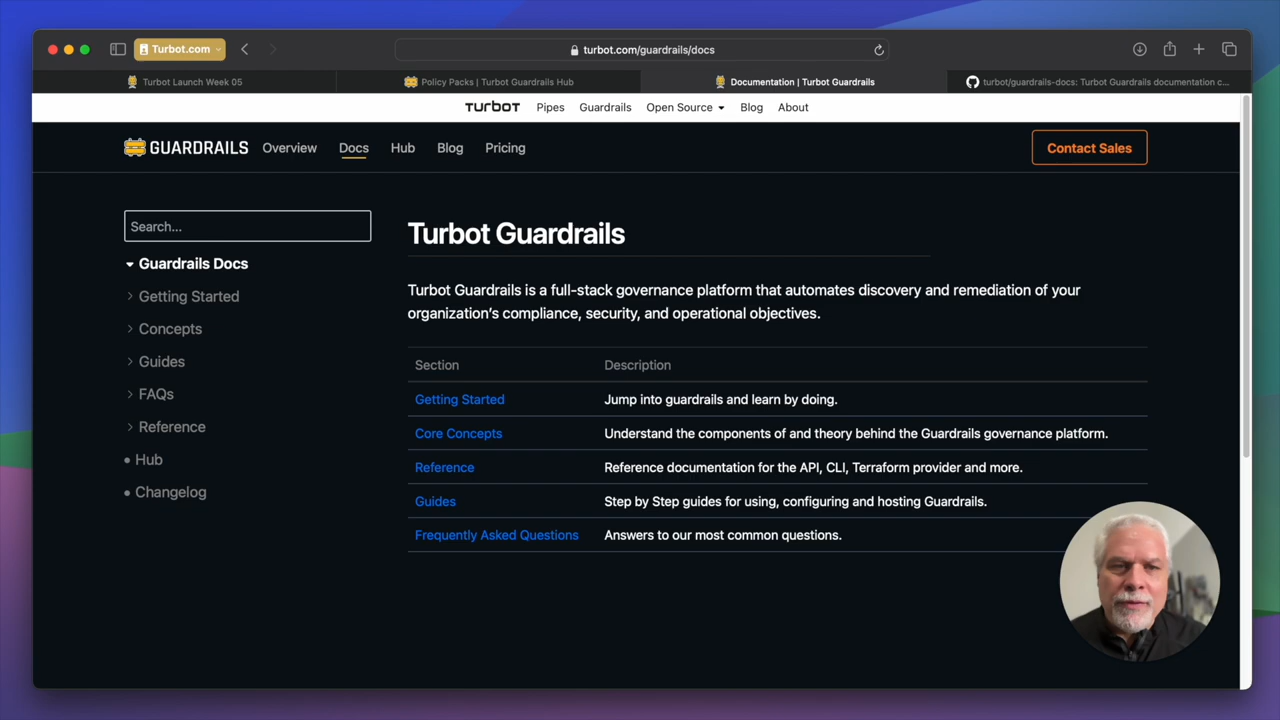 Turbot.com
turbot.com/guardrails/docs
Turbot Launch Week 05
Policy Packs | Turbot Guardrails Hub
Documentation | Turbot Guardrails
turbot/guardrails-docs: Turbot Guardrails documentation c...
TURBOT
Pipes
Guardrails
Open Source
Blog
About
GUARDRAILS
Overview
Docs
Hub
Blog
Pricing
Contact Sales
Search...
Guardrails Docs
Getting Started
Concepts
Guides
FAQs
Reference
Hub
Changelog
Turbot Guardrails
Turbot Guardrails is a full-stack governance platform that automates discovery and remediation of your
organization's compliance, security, and operational objectives.
Section Description
Getting Started Jump into guardrails and learn by doing.
Core Concepts Understand the components of and theory behind the Guardrails governance platform.
Reference Reference documentation for the API, CLI, Terraform provider and more.
Guides Step by Step guides for using, configuring and hosting Guardrails.
Frequently Asked Questions Answers to our most common questions.